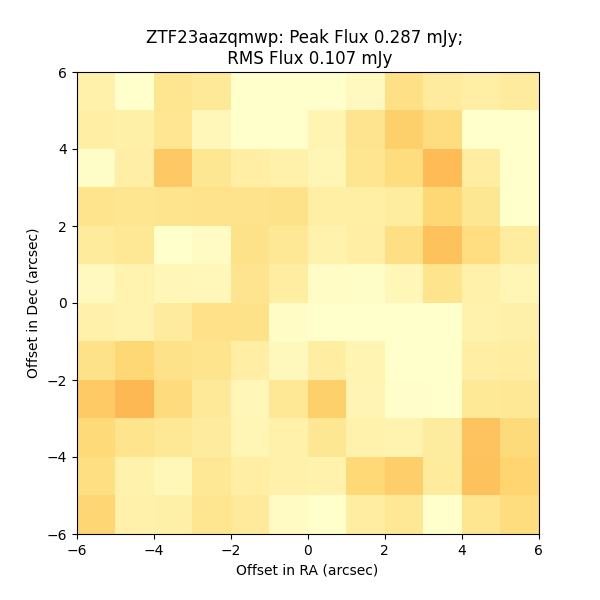 ZTF23aazqmwp: Peak Flux 0.287 mJy;
RMS Flux 0.107 mJy
6
4
2
0
−2
−4
−6
Offset in Dec (arcsec)
−6 −4 −2 0 2 4 6
Offset in RA (arcsec)